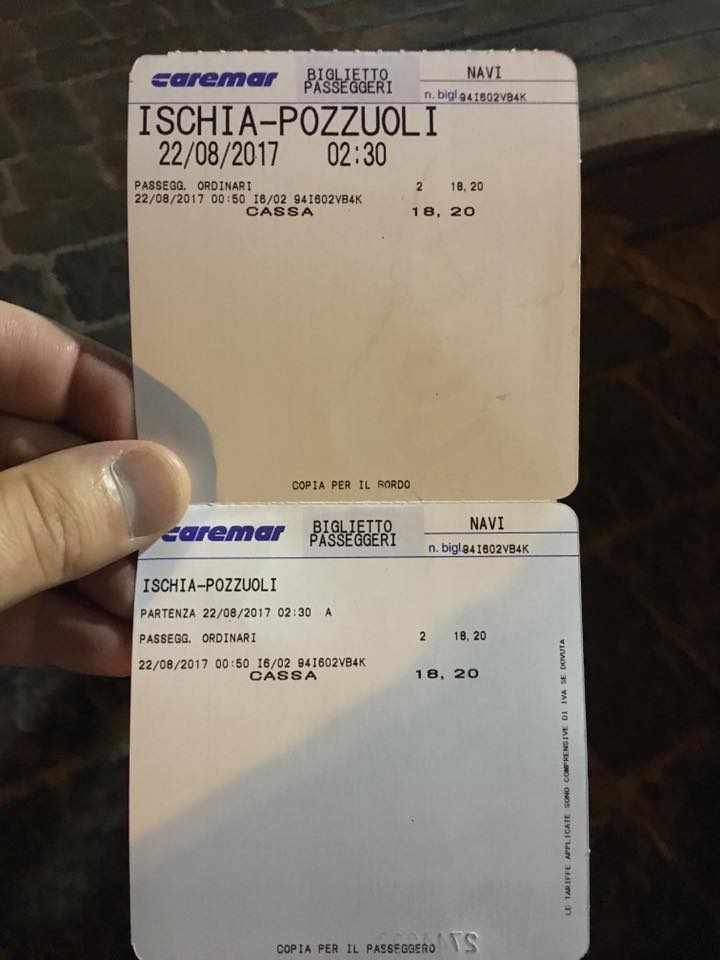 caremar BIGLIETTO PASSEGGERI NAVI
n. bigl.94I602VB4K
ISCHIA-POZZUOLI
22/08/2017 02:30
PASSEGG. ORDINARI 2 18,20
22/08/2017 00:50 I6/02 94I602VB4K
CASSA 18, 20
COPIA PER IL BORDO
caremar BIGLIETTO PASSEGGERI NAVI
n. bigl.94I602VB4K
ISCHIA-POZZUOLI
PARTENZA 22/08/2017 02:30 A
PASSEGG. ORDINARI 2 18,20
22/08/2017 00:50 I6/02 94I602VB4K
CASSA 18, 20
LE TARIFFE APPLICATE SONO COMPRENSIVE DI IVA SE DOVUTA
COPIA PER IL PASSEGGERO